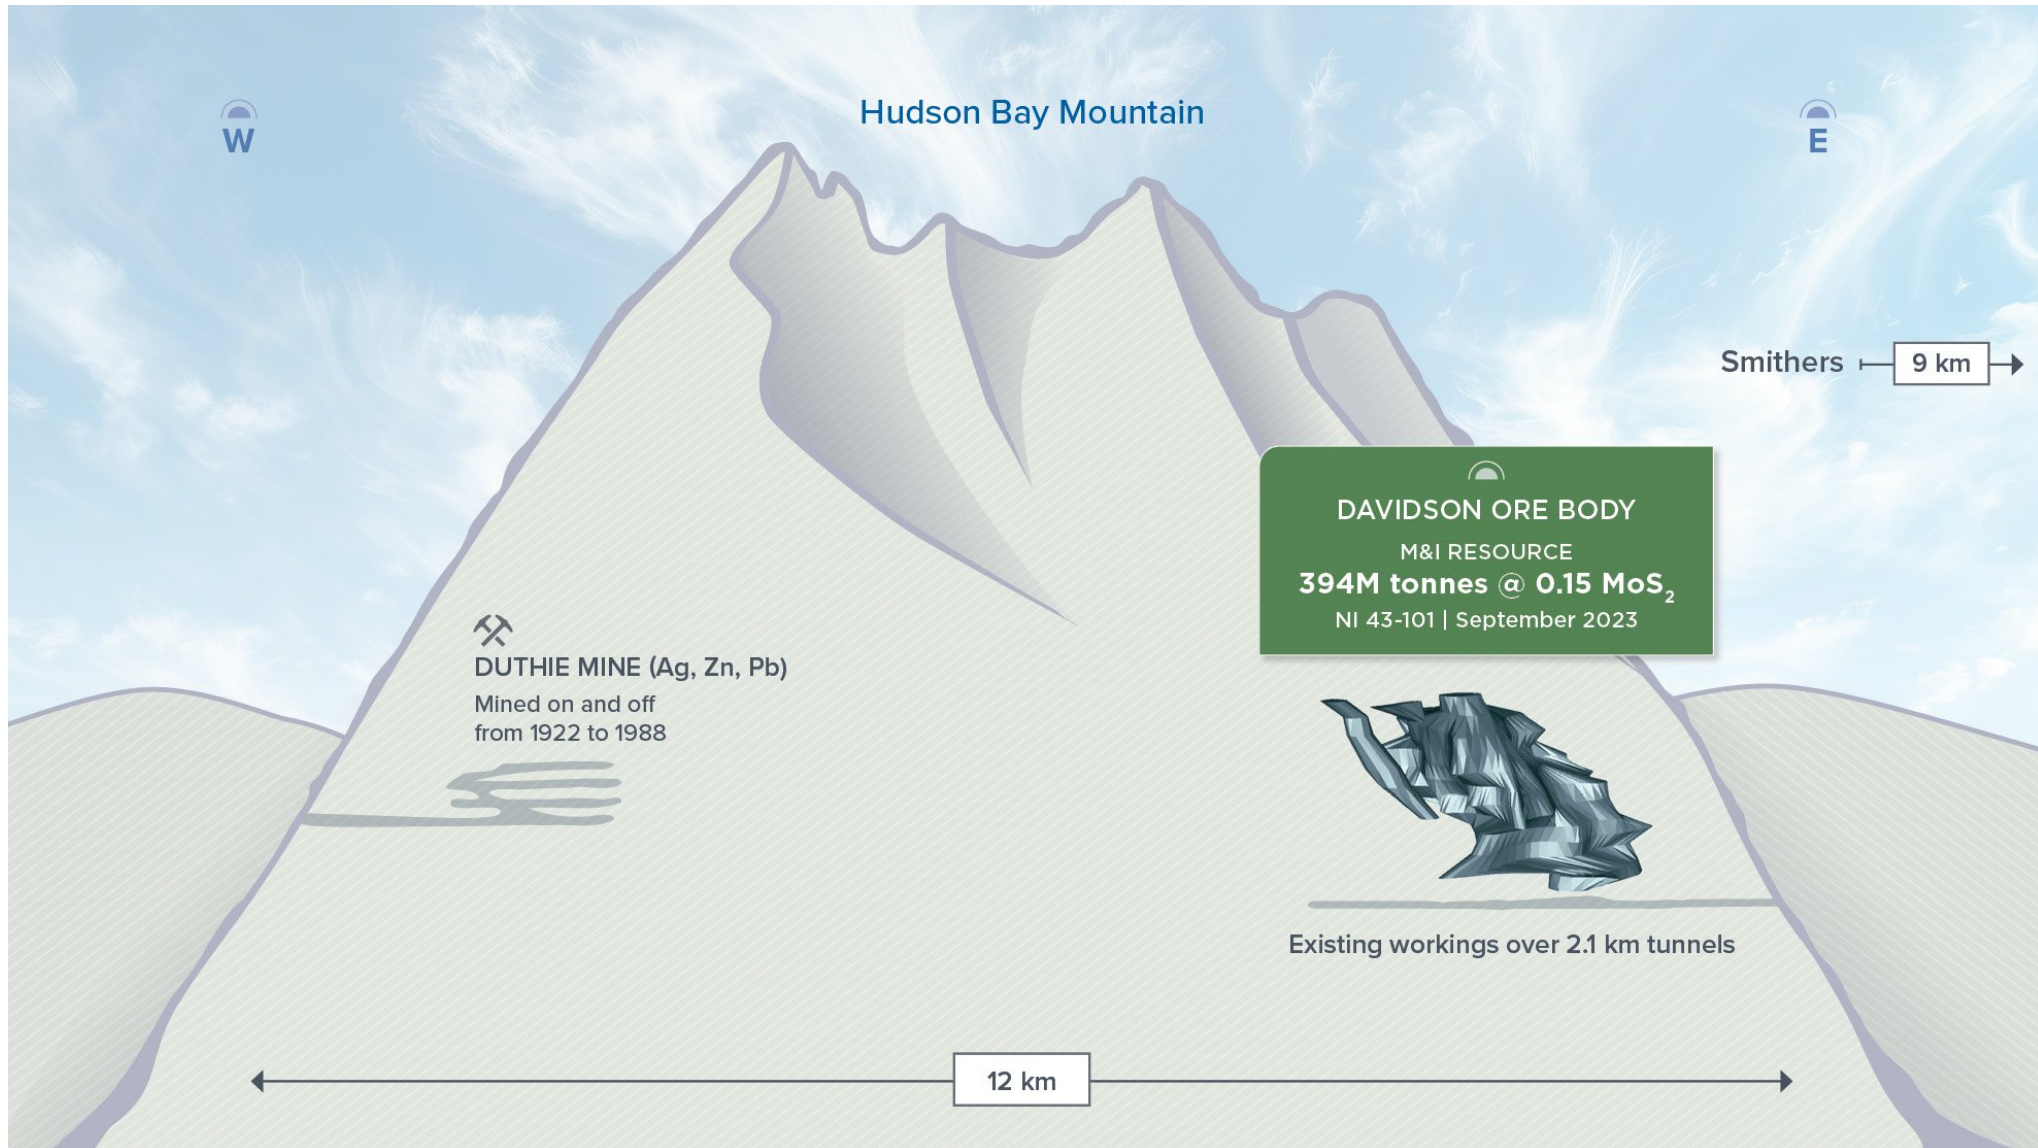 Hudson Bay Mountain
W
E
Smithers 9 km
DAVIDSON ORE BODY
M&I RESOURCE
394M tonnes @ 0.15 MoS₂
NI 43-101 | September 2023
DUTHIE MINE (Ag, Zn, Pb)
Mined on and off
from 1922 to 1988
Existing workings over 2.1 km tunnels
12 km